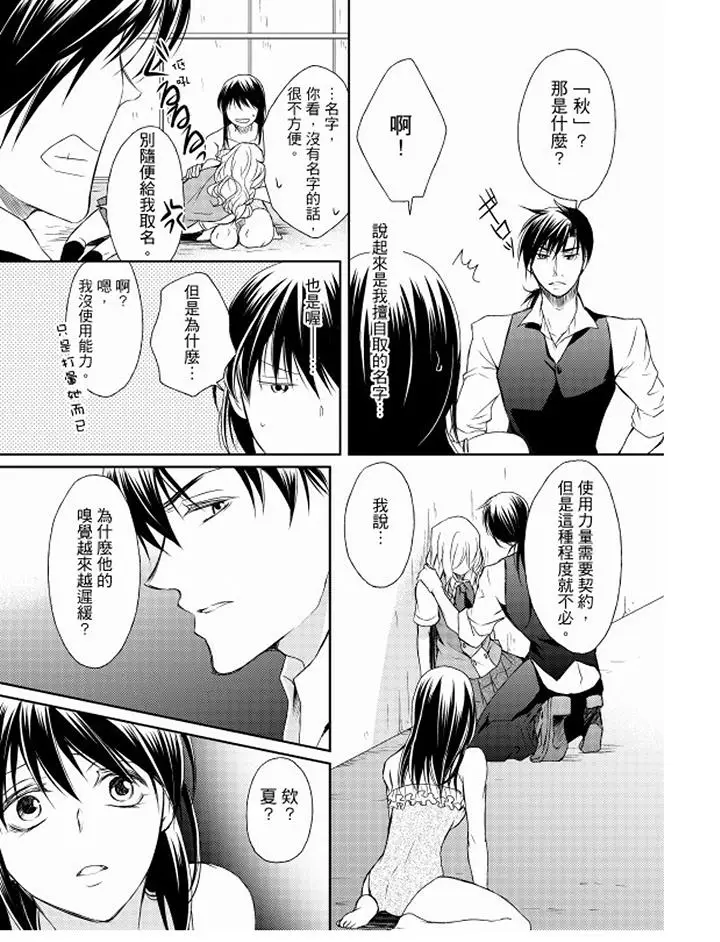 「秋」？
那是什麼？
啊！
說起來是我擅自取的名字…
…名字，
你看，沒有名字的話，
很不方便。
低吼
別隨便給我取名。
也是喔…
但是為什麼…
啊？
嗯，
我沒使用能力。
只是打量她而已
使用力量需要契約，
但是這種程度就不必。
我說…
為什麼他的
嗅覺越來越遲緩？
欸？
夏？